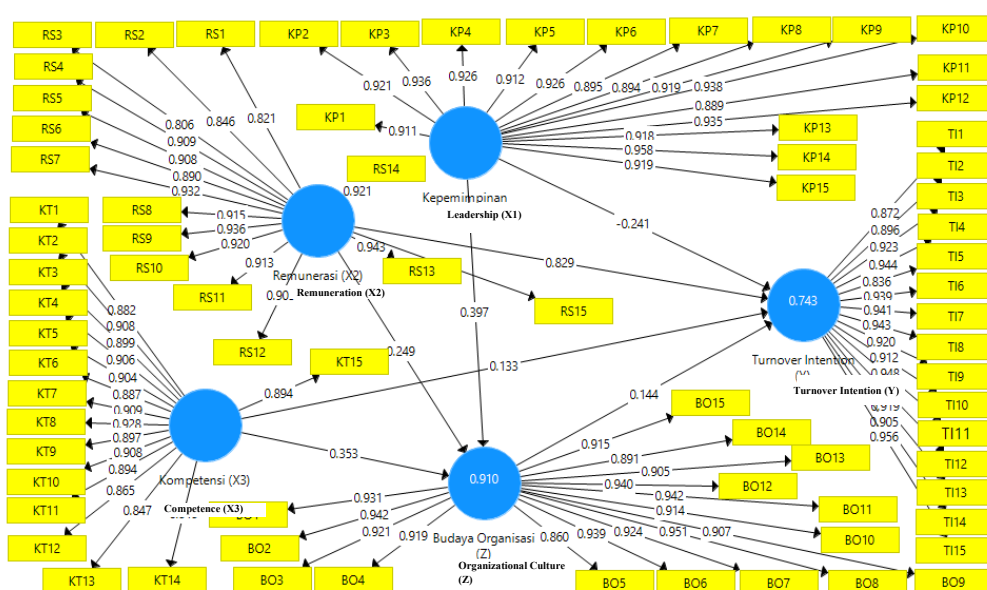 RS3
RS2
RS1
KP2
KP3
KP4
KP5
KP6
KP7
KP8
KP9
KP10
RS4
RS5
RS6
RS7
KP11
KP12
KP1
KP13
KP14
KP15
RS14
0.921
0.936
0.926
0.912
0.926
0.895
0.894
0.919
0.938
0.889
0.935
0.918
0.958
0.919
0.911
0.806
0.846
0.821
0.909
0.908
0.890
0.932
0.921
0.915
0.936
0.920
0.913
0.943
RS8
RS9
RS10
RS11
RS12
RS13
RS15
Kepemimpinan
Leadership (X1)
Remunerasi (X2)
Remuneration (X2)
-0.241
0.829
0.397
0.249
0.133
0.144
0.353
KT1
KT2
KT3
KT4
KT5
KT6
KT7
KT8
KT9
KT10
KT11
KT12
KT13
KT14
KT15
0.882
0.908
0.899
0.906
0.904
0.887
0.909
0.928
0.897
0.908
0.894
0.865
0.847
0.894
Kompetensi (X3)
Competence (X3)
TI1
TI2
TI3
TI4
TI5
TI6
TI7
TI8
TI9
TI10
TI11
TI12
TI13
TI14
TI15
0.872
0.896
0.923
0.944
0.836
0.939
0.941
0.943
0.920
0.912
0.948
0.919
0.905
0.956
0.743
Turnover Intention
(Y)
Turnover Intention (Y)
0.910
Budaya Organisasi
(Z)
Organizational Culture
(Z)
BO15
BO14
BO13
BO12
BO11
BO10
BO2
BO3
BO4
BO5
BO6
BO7
BO8
BO9
0.915
0.891
0.905
0.940
0.942
0.914
0.907
0.951
0.924
0.939
0.860
0.919
0.921
0.942
0.931